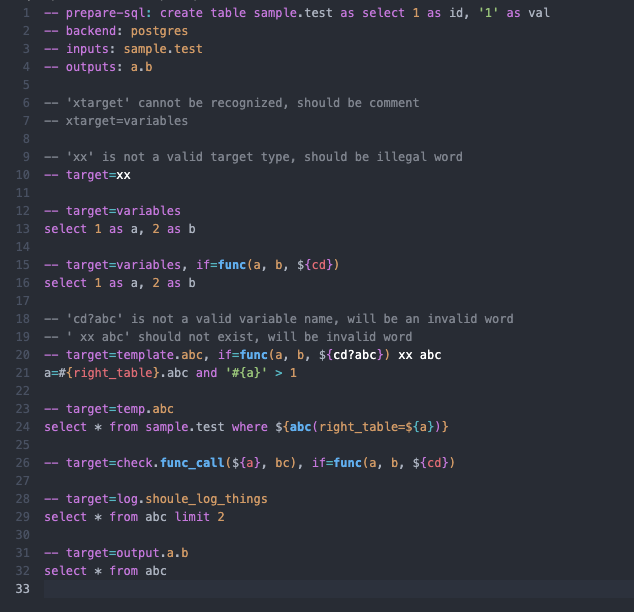 1 -- prepare-sql: create table sample.test as select 1 as id, '1' as val
2 -- backend: postgres
3 -- inputs: sample.test
4 -- outputs: a.b
5
6 -- 'xtarget' cannot be recognized, should be comment
7 -- xtarget=variables
8
9 -- 'xx' is not a valid target type, should be illegal word
10 -- target=xx
11
12 -- target=variables
13 select 1 as a, 2 as b
14
15 -- target=variables, if=func(a, b, ${cd})
16 select 1 as a, 2 as b
17
18 -- 'cd?abc' is not a valid variable name, will be an invalid word
19 -- ' xx abc' should not exist, will be invalid word
20 -- target=template.abc, if=func(a, b, ${cd?abc}) xx abc
21 a=#{right_table}.abc and '#{a}' > 1
22
23 -- target=temp.abc
24 select * from sample.test where ${abc(right_table=${a})}
25
26 -- target=check.func_call(${a}, bc), if=func(a, b, ${cd})
27
28 -- target=log.shoule_log_things
29 select * from abc limit 2
30
31 -- target=output.a.b
32 select * from abc
33